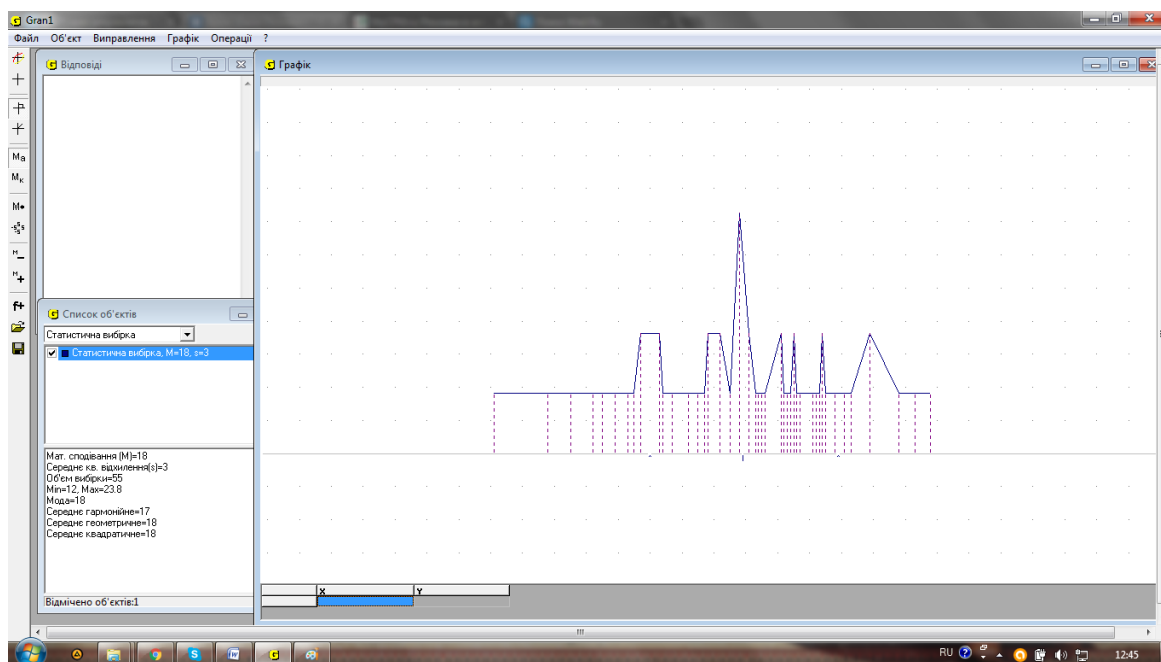 Gran1
Файл Об'єкт Виправлення Графік Операції ?
Відповіді
Графік
Ma
Mк
M•
-sss
M_
M+
f+
Список об'єктів
Статистична вибірка
Статистична вибірка, M=18, s=3
Мат. сподівання (M)=18
Середнє кв. відхилення(s)=3
Об'єм вибірки=55
Min=12, Max=23.8
Мода=18
Середнє гармонійне=17
Середнє геометричне=18
Середнє квадратичне=18
Відмічено об'єктів:1
X Y
RU 12:45